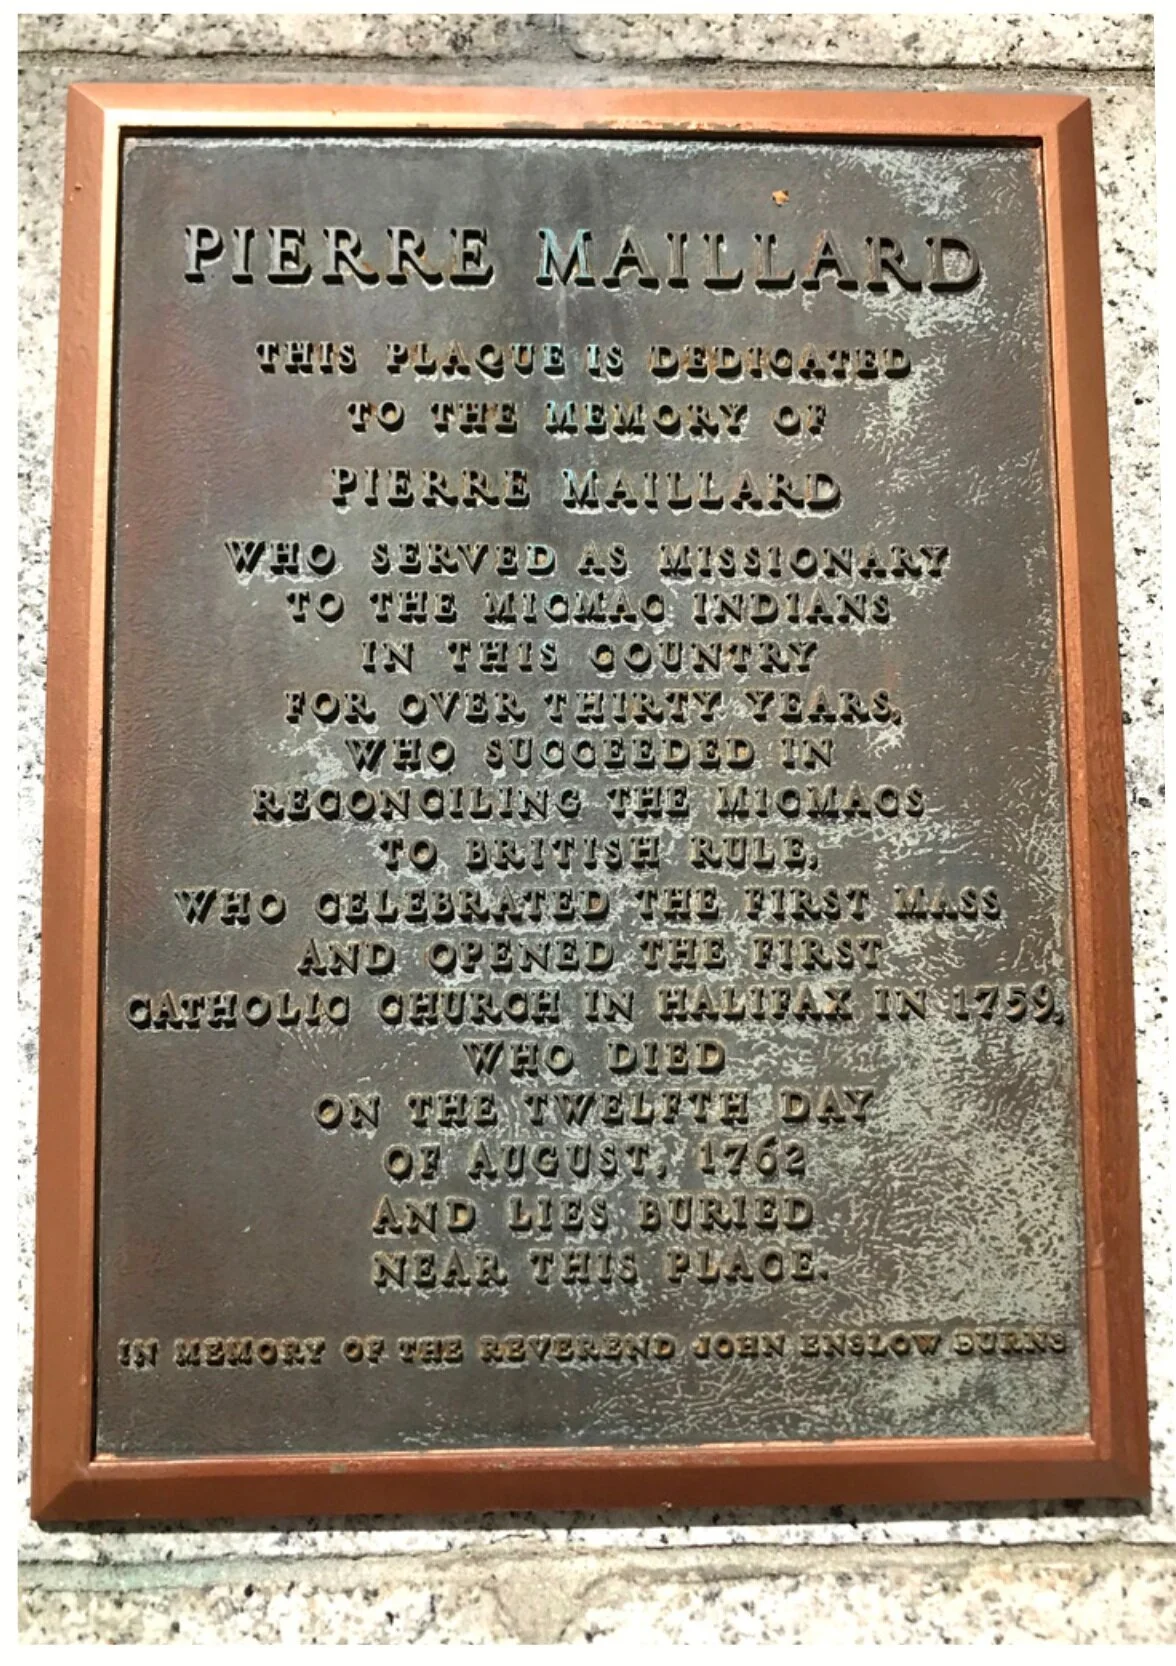 PIERRE MAILLARD
THIS PLAQUE IS DEDICATED
TO THE MEMORY OF
PIERRE MAILLARD
WHO SERVED AS MISSIONARY
TO THE MICMAC INDIANS
IN THIS COUNTRY
FOR OVER THIRTY YEARS,
WHO SUCCEEDED IN
RECONCILING THE MICMACS
TO BRITISH RULE,
WHO CELEBRATED THE FIRST MASS
AND OPENED THE FIRST
CATHOLIC CHURCH IN HALIFAX IN 1759,
WHO DIED
ON THE TWELFTH DAY
OF AUGUST, 1762
AND LIES BURIED
NEAR THIS PLACE.
IN MEMORY OF THE REVEREND JOHN ENSLOW BURNS